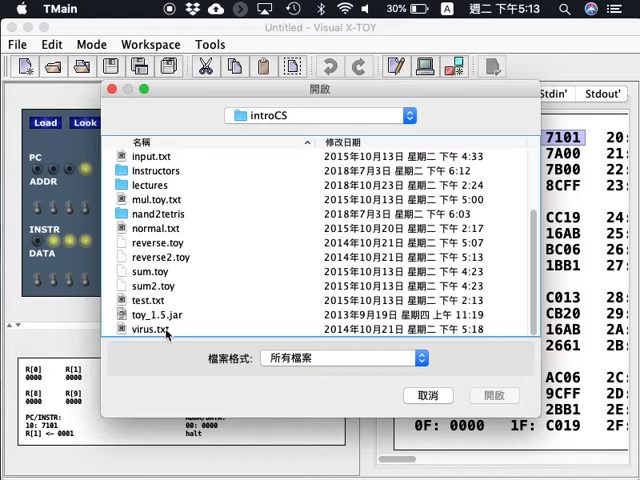 TMain 30% A 週二 下午5:13
Untitled - Visual X-TOY
File Edit Mode Workspace Tools
開啟
introCS
Stdin' Stdout'
Load Look
PC
ADDR
INSTR
DATA
名稱 修改日期
input.txt 2015年10月13日 星期二 下午 4:33
Instructors 2018年7月3日 星期二 下午 6:12
lectures 2018年10月23日 星期二 下午 2:24
mul.toy.txt 2015年10月13日 星期二 下午 5:00
nand2tetris 2018年7月3日 星期二 下午 6:03
normal.txt 2015年10月20日 星期二 下午 2:17
reverse.toy 2014年10月21日 星期二 下午 5:07
reverse2.toy 2014年10月21日 星期二 下午 5:13
sum.toy 2015年10月13日 星期二 下午 4:23
sum2.toy 2015年10月13日 星期二 下午 4:23
test.txt 2015年10月13日 星期二 下午 2:13
toy_1.5.jar 2013年9月19日 星期四 上午 11:19
virus.txt 2014年10月21日 星期二 下午 5:18
檔案格式: 所有檔案
取消 開啟
7101 20:
7A00 21:
7B00 22:
8CFF 23:
CC19 24:
16AB 25:
BC06 26:
1BB1 27:
C013 28:
CB20 29:
16AB 2A:
2661 2B:
AC06 2C:
9CFF 2D:
2BB1 2E:
0F: 0000 1F: C019 2F:
R[0] R[1]
0000 0000
R[8] R[9]
0000 0000
PC/INSTR: ADDR/DATA:
10: 7101 00: 0000
R[1] <- 0001 halt